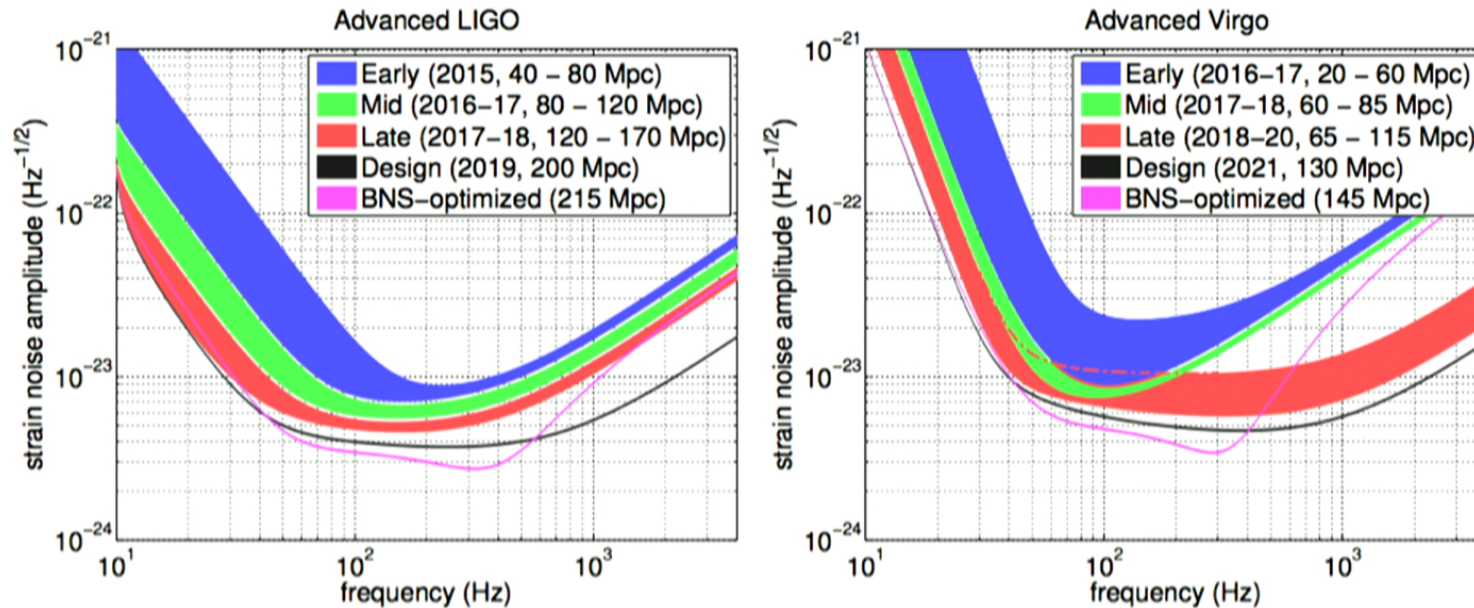 Advanced LIGO
10⁻²¹
10⁻²²
10⁻²³
10⁻²⁴
strain noise amplitude (Hz⁻¹/²)
Early (2015, 40 – 80 Mpc)
Mid (2016–17, 80 – 120 Mpc)
Late (2017–18, 120 – 170 Mpc)
Design (2019, 200 Mpc)
BNS–optimized (215 Mpc)
10¹ 10² 10³
frequency (Hz)
Advanced Virgo
10⁻²¹
10⁻²²
10⁻²³
10⁻²⁴
strain noise amplitude (Hz⁻¹/²)
Early (2016–17, 20 – 60 Mpc)
Mid (2017–18, 60 – 85 Mpc)
Late (2018–20, 65 – 115 Mpc)
Design (2021, 130 Mpc)
BNS–optimized (145 Mpc)
10¹ 10² 10³
frequency (Hz)